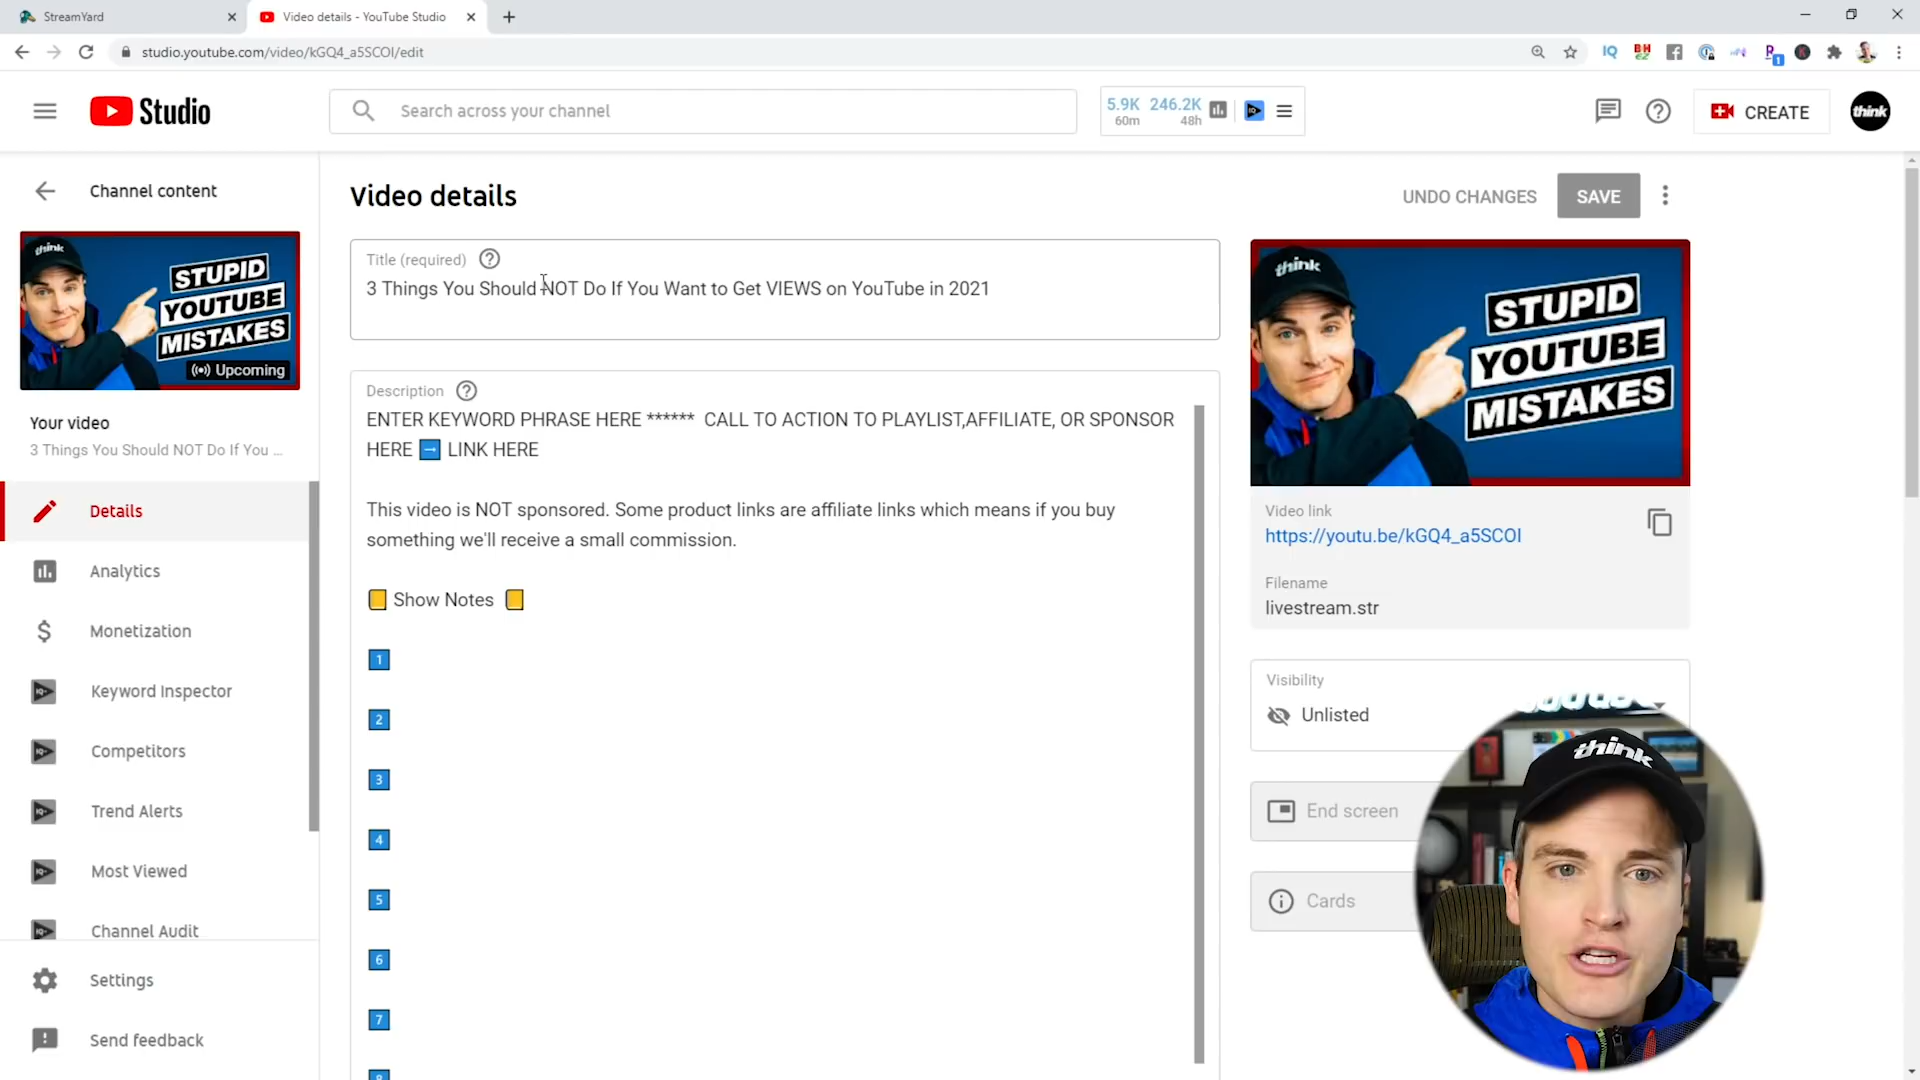 StreamYard
Video details - YouTube Studio
studio.youtube.com/video/kGQ4_a5SCOI/edit
IQ
Studio
Search across your channel
5.9K 246.2K
60m 48h
CREATE
think
Channel content
think
STUPID
YOUTUBE
MISTAKES
Upcoming
Your video
3 Things You Should NOT Do If You ...
Details
Analytics
Monetization
Keyword Inspector
Competitors
Trend Alerts
Most Viewed
Channel Audit
Settings
Send feedback
Video details
UNDO CHANGES
SAVE
Title (required)
3 Things You Should NOT Do If You Want to Get VIEWS on YouTube in 2021
Description
ENTER KEYWORD PHRASE HERE ****** CALL TO ACTION TO PLAYLIST,AFFILIATE, OR SPONSOR
HERE ➡️ LINK HERE
This video is NOT sponsored. Some product links are affiliate links which means if you buy
something we'll receive a small commission.
📒 Show Notes 📒
1
2
3
4
5
6
7
8
think
STUPID
YOUTUBE
MISTAKES
Video link
https://youtu.be/kGQ4_a5SCOI
Filename
livestream.str
Visibility
Unlisted
End screen
Cards
think